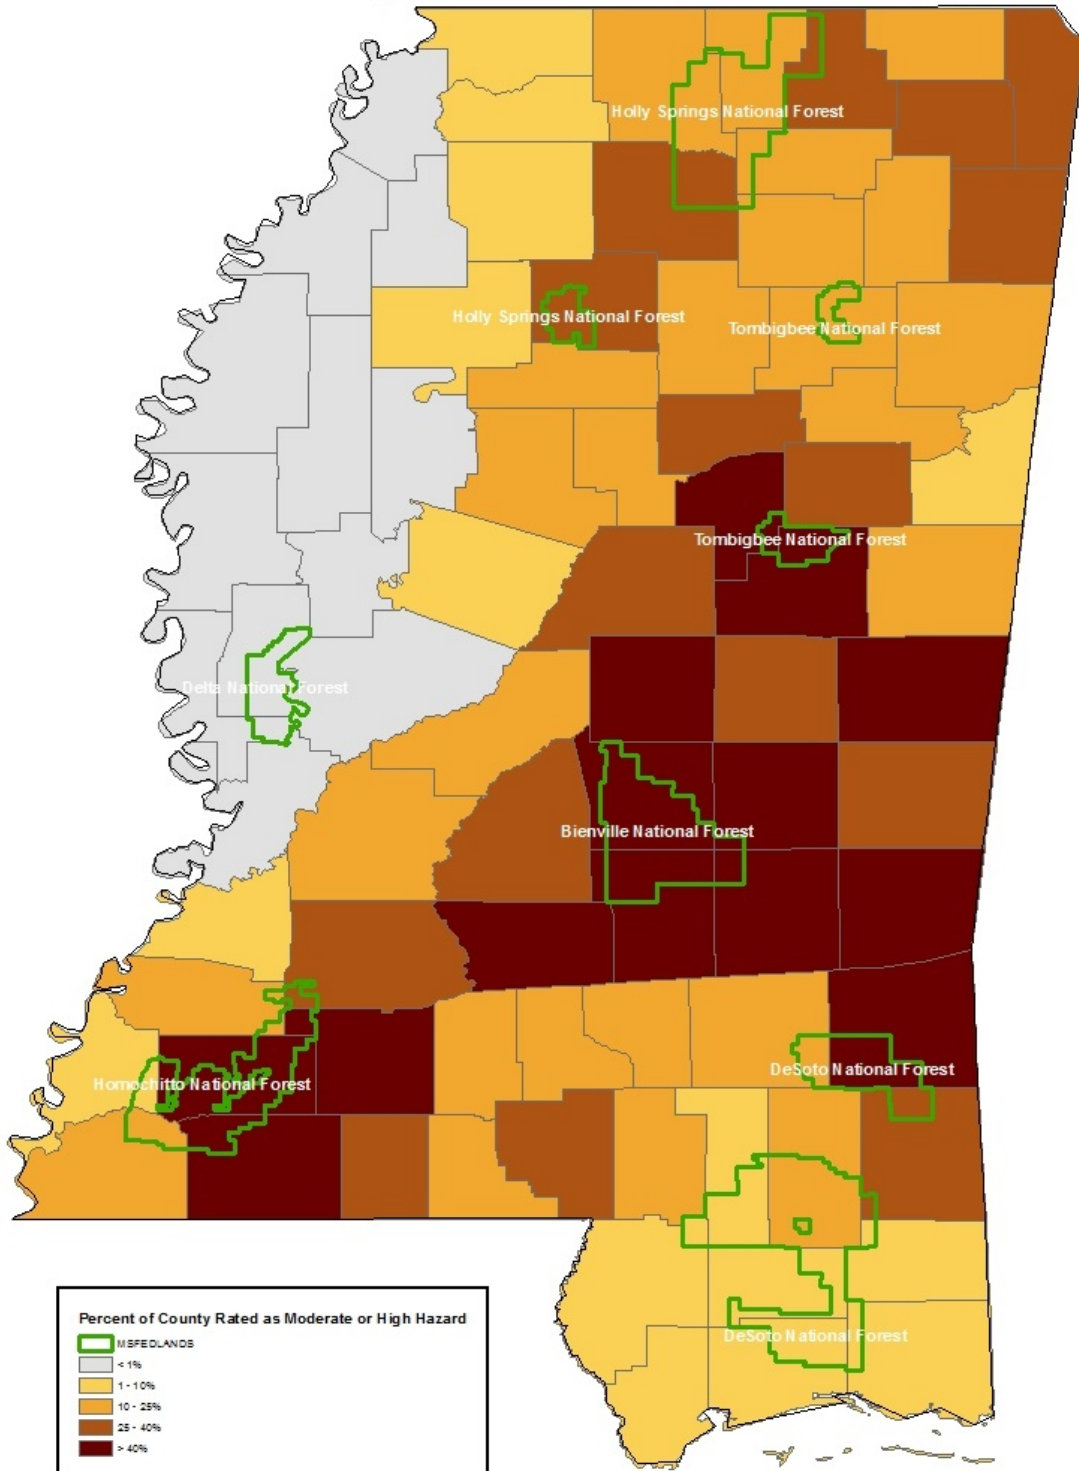 Holly Springs National Forest
Holly Springs National Forest
Tombigbee National Forest
Tombigbee National Forest
Delta National Forest
Bienville National Forest
DeSoto National Forest
Homochitto National Forest
DeSoto National Forest
Percent of County Rated as Moderate or High Hazard
MSFEDLANDS
< 1%
1 - 10%
10 - 25%
25 - 40%
> 40%